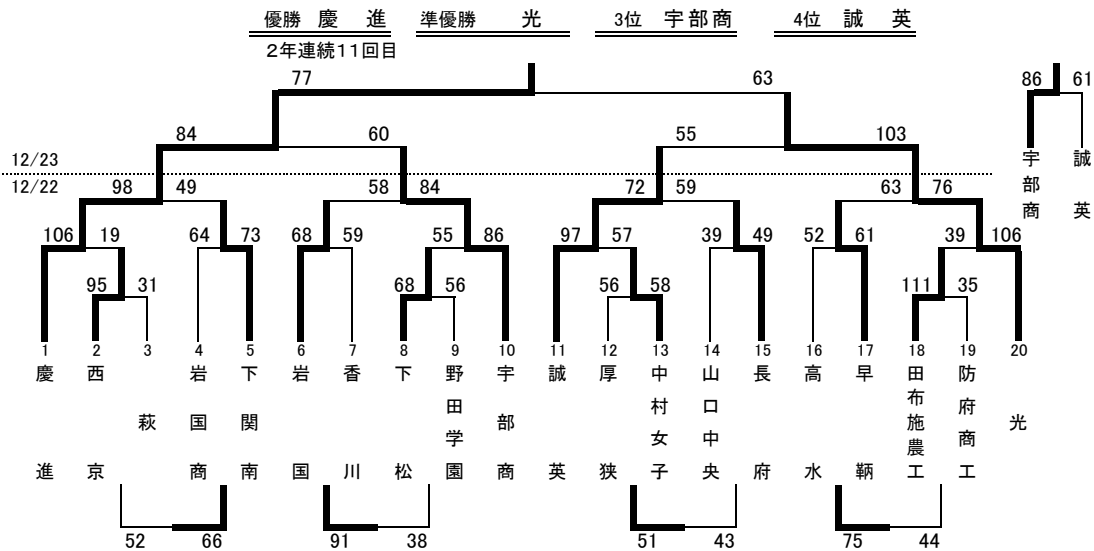 優勝 慶 進 準優勝 光 3位 宇部商 4位 誠 英
2年連続11回目
77 63 86 61
84 60 55 103
12/23
12/22
宇部商 誠英
98 49 58 84 72 59 63 76
106 19 64 73 68 59 55 86 97 57 39 49 52 61 39 106
95 31 68 56 56 58 111 35
1 2 3 4 5 6 7 8 9 10 11 12 13 14 15 16 17 18 19 20
慶進
西京
萩
岩国商
下関南
岩国
香川
下松
野田学園
宇部商
誠英
厚狭
中村女子
山口中央
長府
高水
早鞆
田布施農工
防府商工
光
52 66 91 38 51 43 75 44